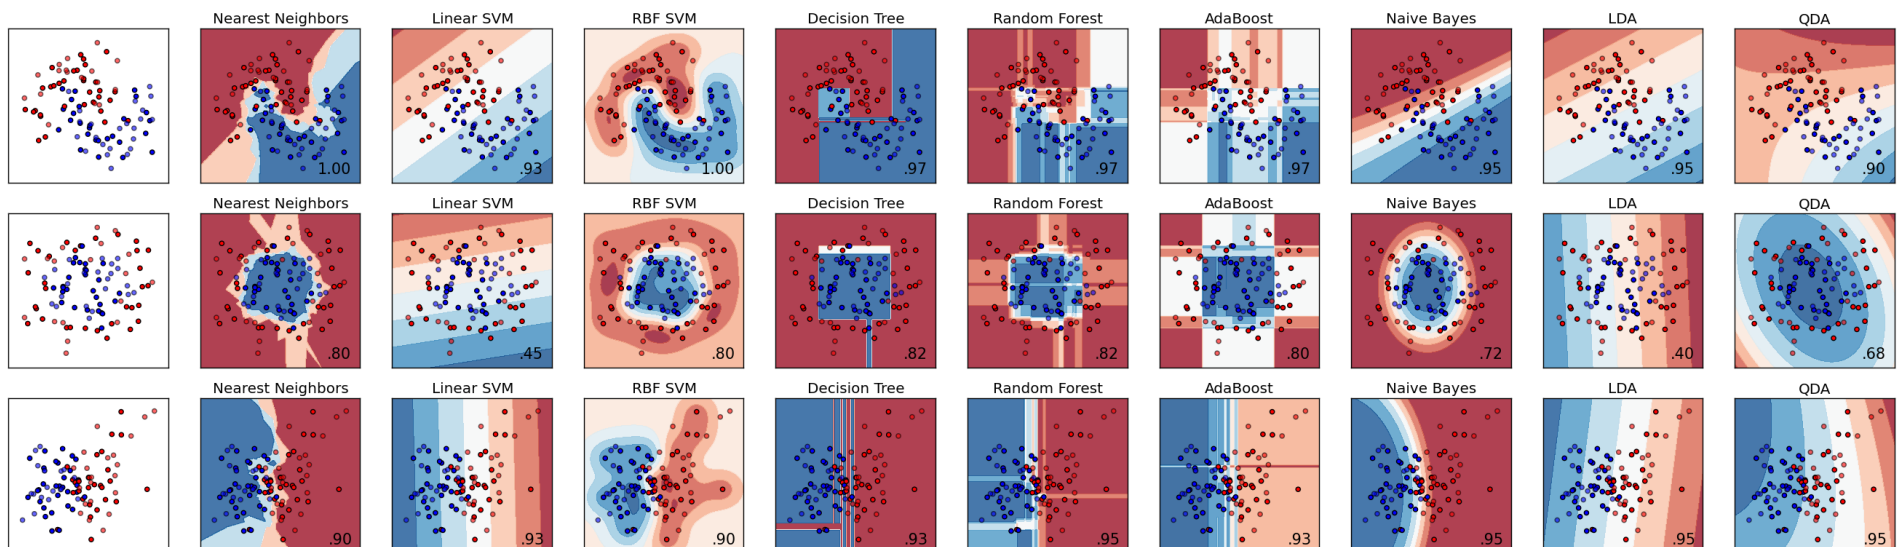 Nearest Neighbors Linear SVM RBF SVM Decision Tree Random Forest AdaBoost Naive Bayes LDA QDA
1.00 .93 1.00 .97 .97 .97 .95 .95 .90
Nearest Neighbors Linear SVM RBF SVM Decision Tree Random Forest AdaBoost Naive Bayes LDA QDA
.80 .45 .80 .82 .82 .80 .72 .40 .68
Nearest Neighbors Linear SVM RBF SVM Decision Tree Random Forest AdaBoost Naive Bayes LDA QDA
.90 .93 .90 .93 .95 .93 .95 .95 .95